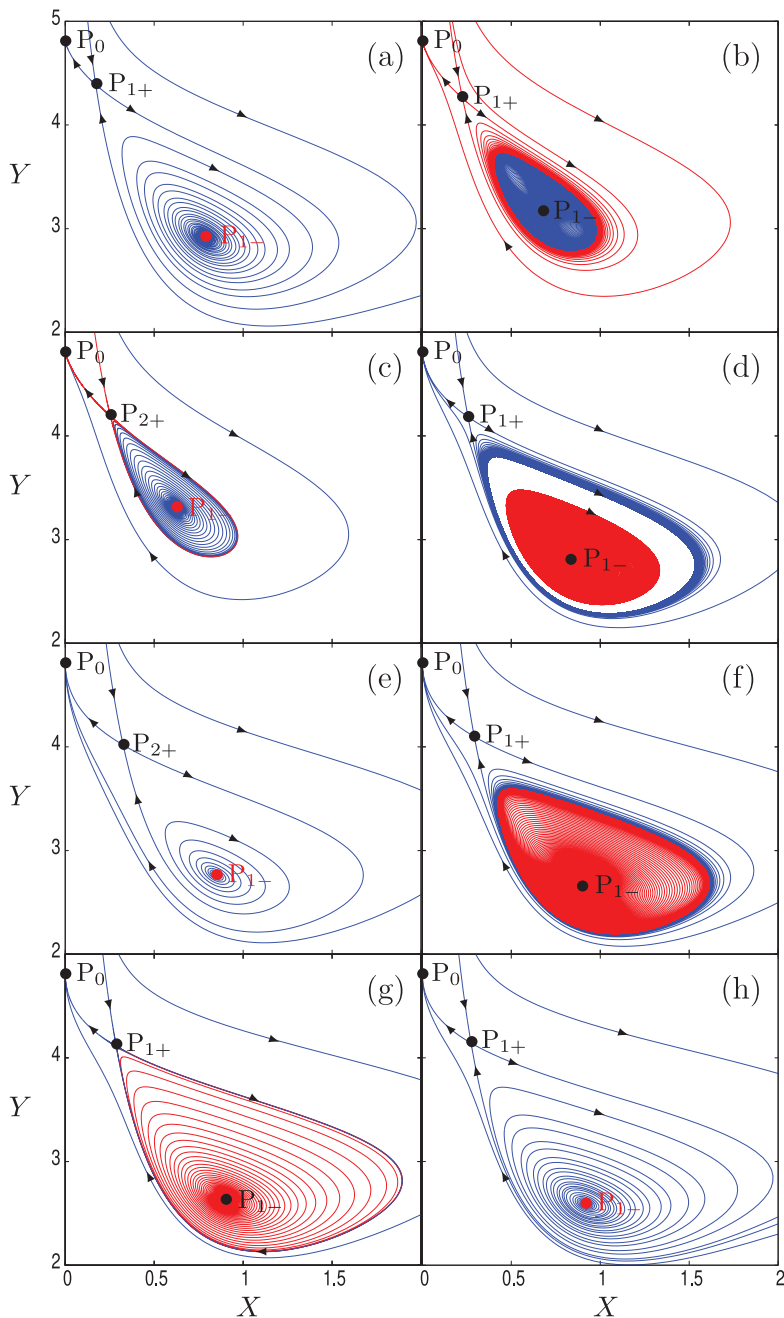 5
P0
(a)
P1+
4
Y
3
P1−
2
P0
(b)
P1+
P1−
P0
(c)
P2+
4
Y
3
P1−
2
P0
(d)
P1+
P1−
P0
(e)
P2+
4
Y
3
P1−
2
P0
(f)
P1+
P1−
P0
(g)
P1+
4
Y
3
P1−
2
0 0.5 1 1.5
X
P0
(h)
P1+
P1−
0 0.5 1 1.5 2
X